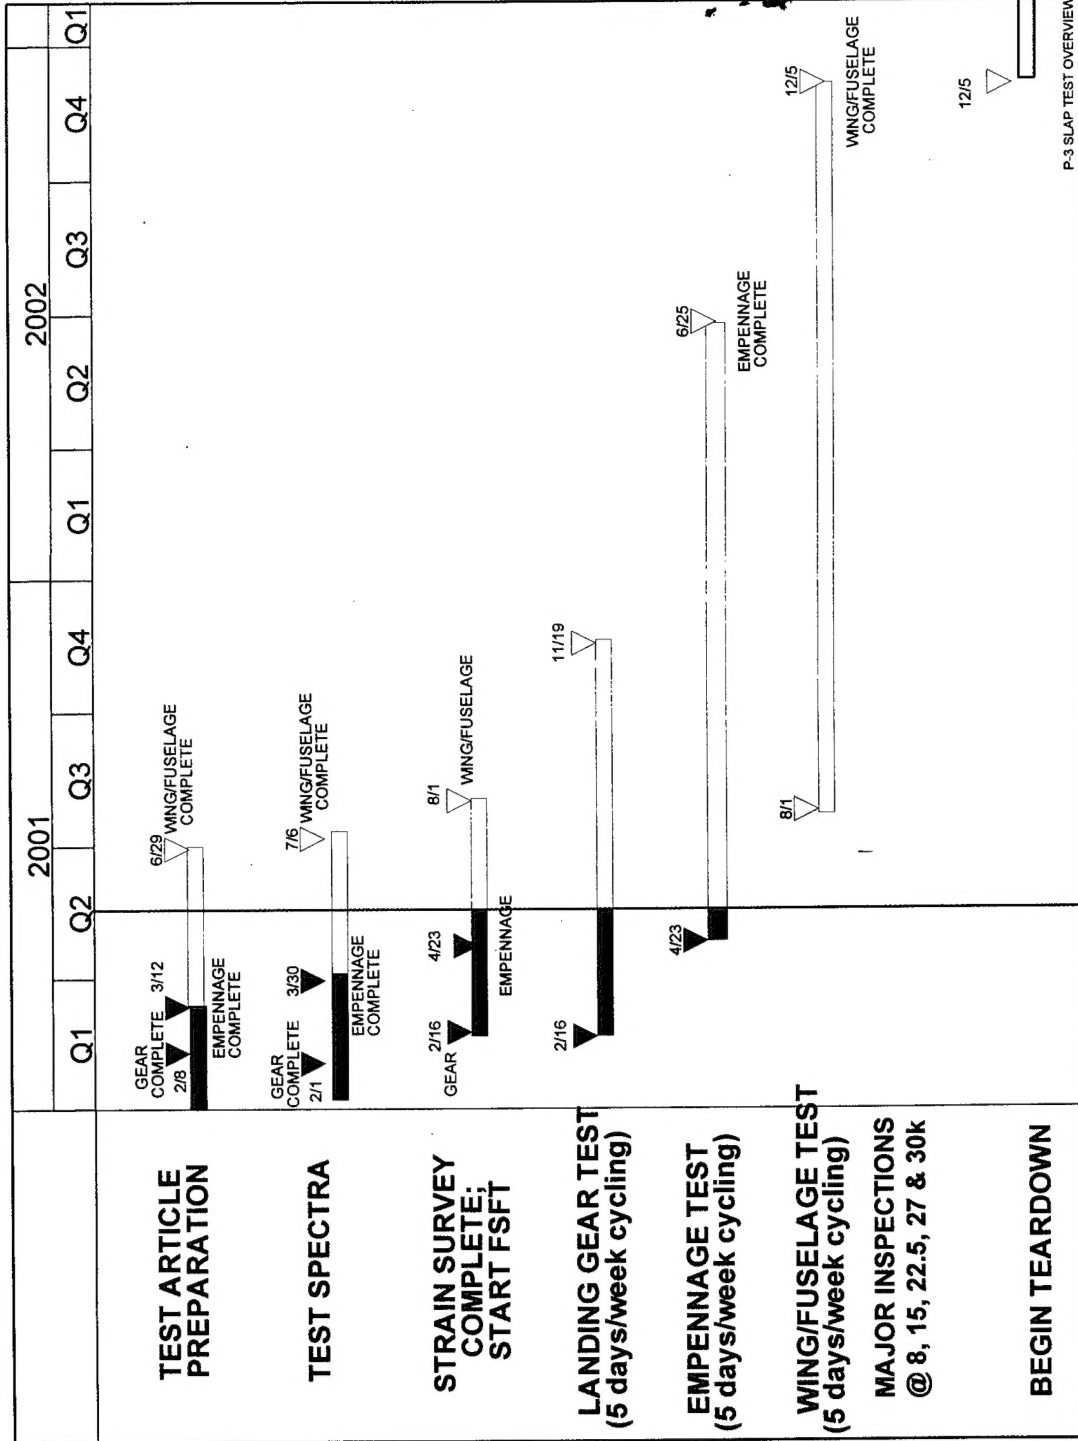 2001
2002
Q1
Q2
Q3
Q4
Q1
Q2
Q3
Q4
Q1
TEST ARTICLE
PREPARATION
GEAR
COMPLETE
2/8
3/12
EMPENNAGE
COMPLETE
6/29
WING/FUSELAGE
COMPLETE
TEST SPECTRA
GEAR
COMPLETE
2/1
3/30
EMPENNAGE
COMPLETE
7/6
WING/FUSELAGE
COMPLETE
STRAIN SURVEY
COMPLETE;
START FSFT
GEAR
2/16
4/23
EMPENNAGE
8/1
WING/FUSELAGE
LANDING GEAR TEST
(5 days/week cycling)
2/16
11/19
EMPENNAGE TEST
(5 days/week cycling)
4/23
6/25
EMPENNAGE
COMPLETE
WING/FUSELAGE TEST
(5 days/week cycling)
8/1
12/5
WING/FUSELAGE
COMPLETE
MAJOR INSPECTIONS
@ 8, 15, 22.5, 27 & 30k
BEGIN TEARDOWN
12/5
P-3 SLAP TEST OVERVIEW